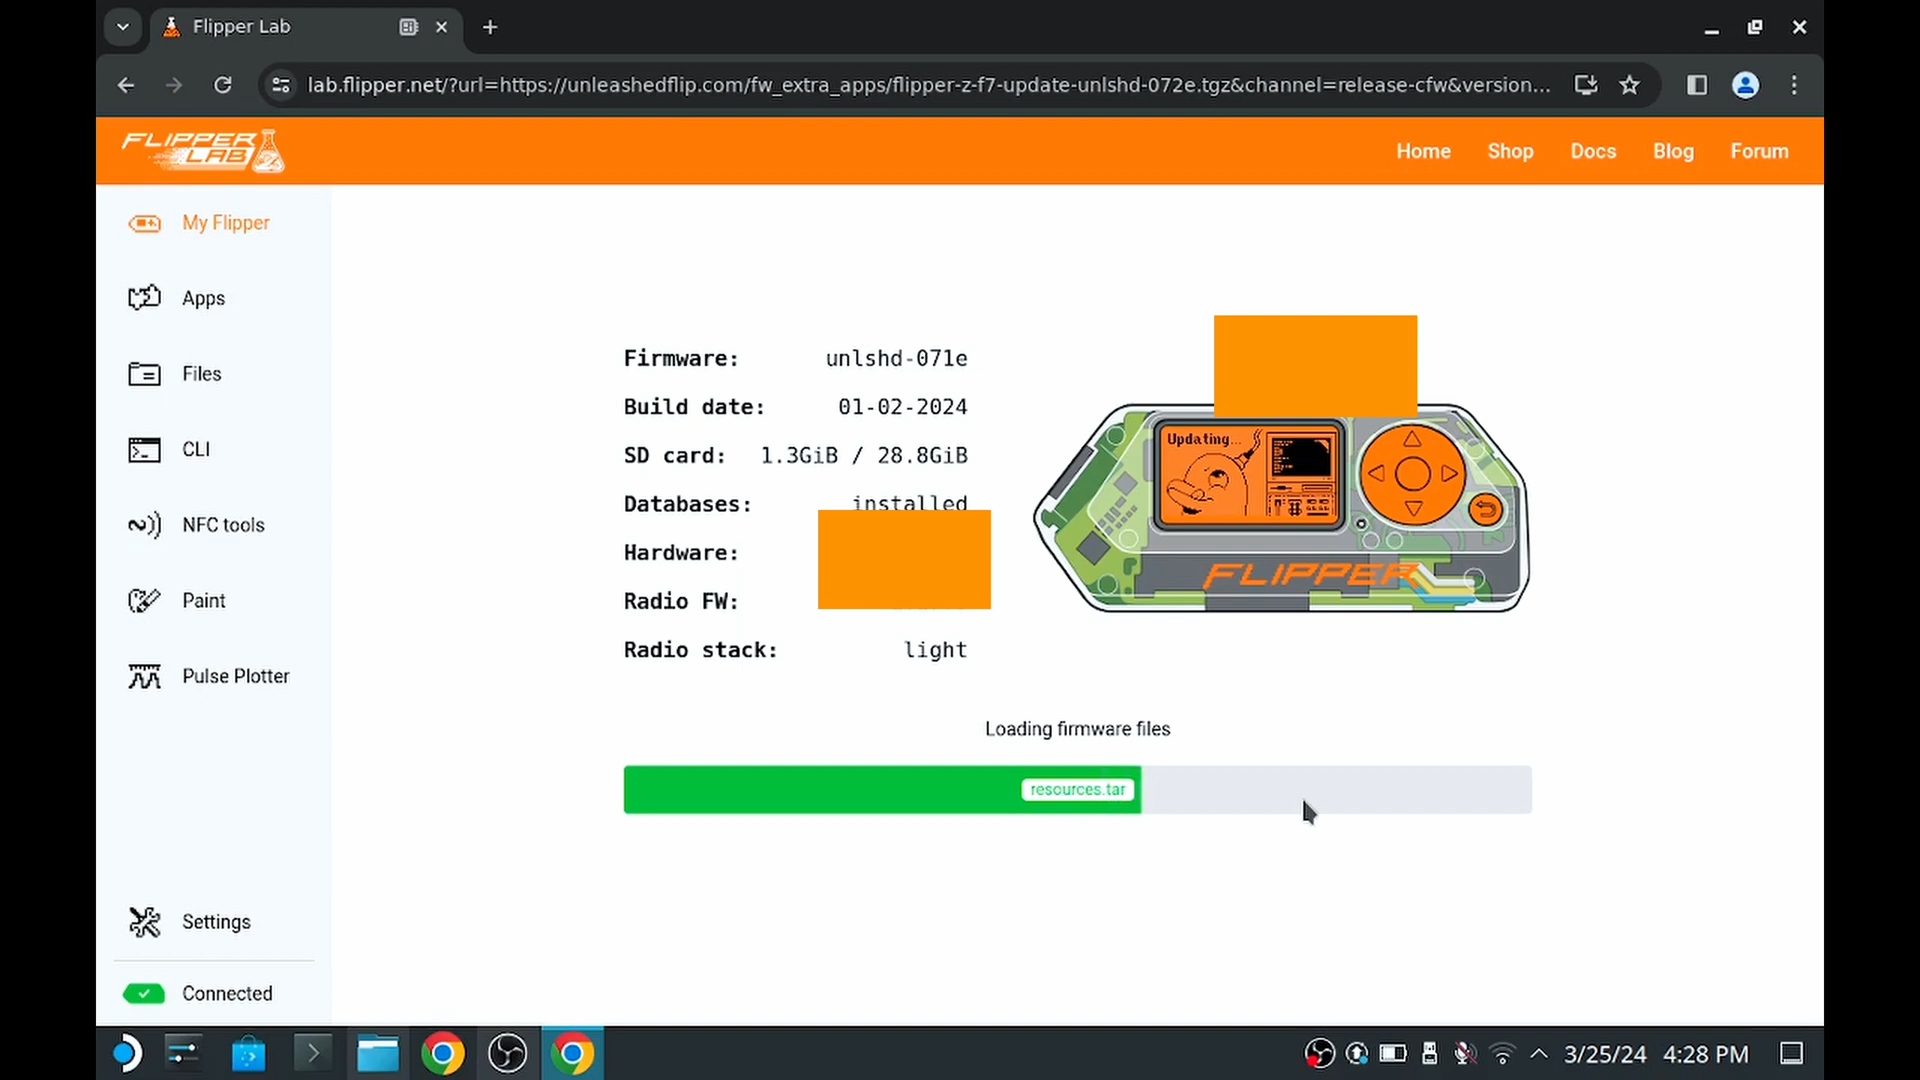 Flipper Lab
lab.flipper.net/?url=https://unleashedflip.com/fw_extra_apps/flipper-z-f7-update-unlshd-072e.tgz&channel=release-cfw&version...
FLIPPER
LAB
Home Shop Docs Blog Forum
My Flipper
Apps
Files
CLI
NFC tools
Paint
Pulse Plotter
Settings
Connected
Firmware: unlshd-071e
Build date: 01-02-2024
SD card: 1.3GiB / 28.8GiB
Databases: installed
Hardware:
Radio FW:
Radio stack: light
Updating...
FLIPPER
Loading firmware files
resources.tar
3/25/24 4:28 PM